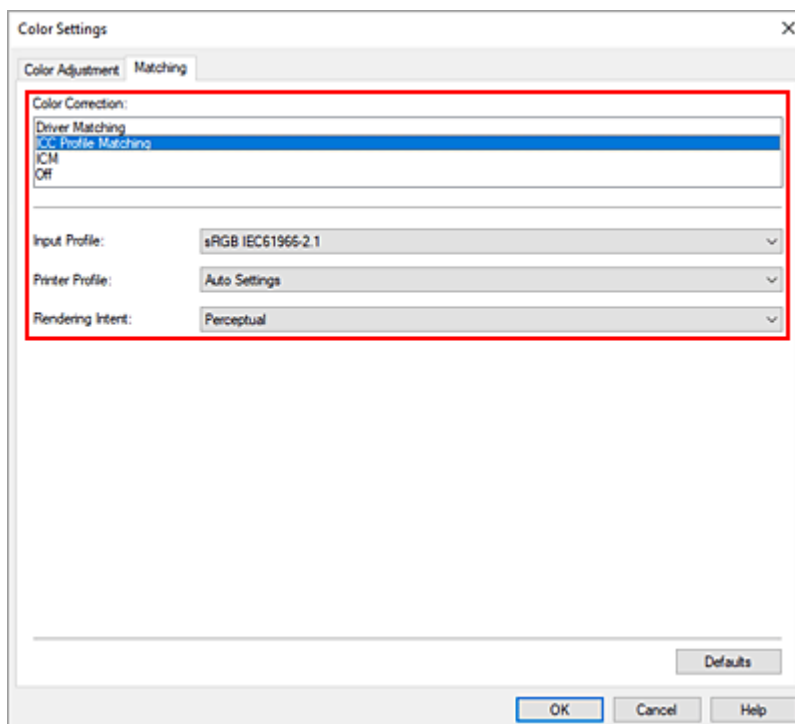 Color Settings
Color Adjustment Matching
Color Correction:
Driver Matching
ICC Profile Matching
ICM
Off
Input Profile: sRGB IEC61966-2.1
Printer Profile: Auto Settings
Rendering Intent: Perceptual
Defaults
OK Cancel Help